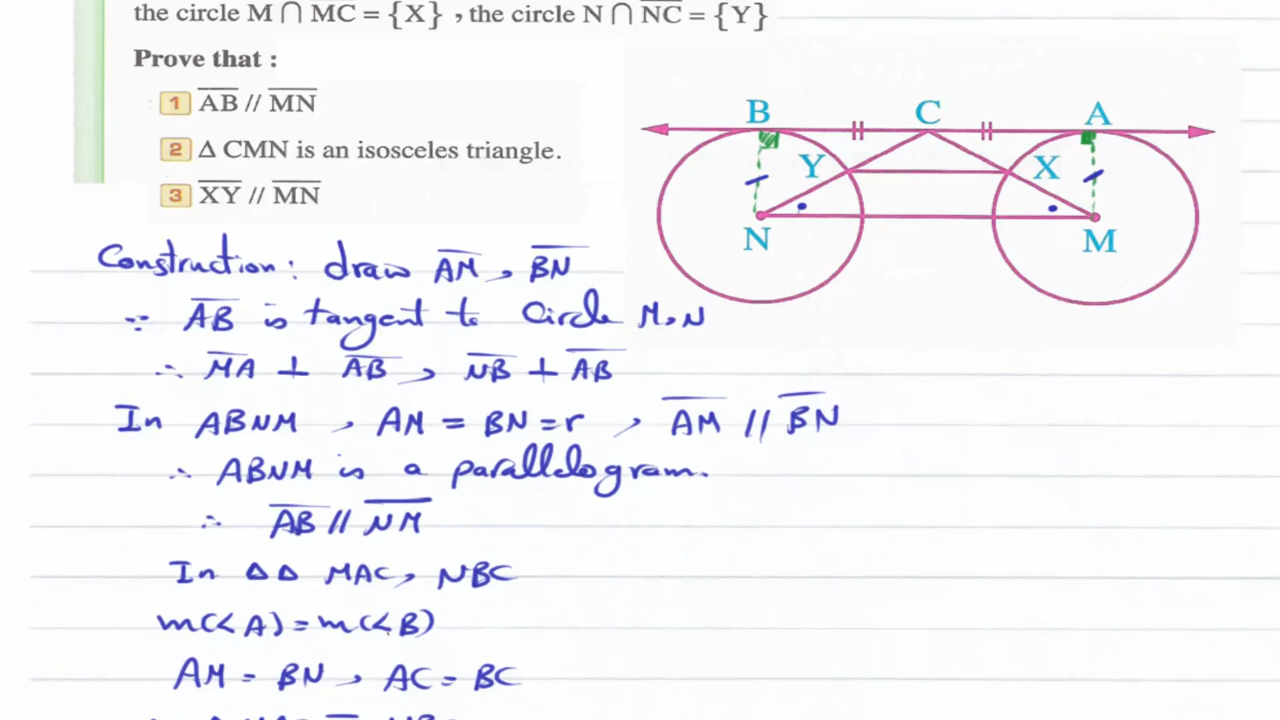 the circle M ∩ MC = {X} , the circle N ∩ NC = {Y}
Prove that :
1 AB // MN
2 Δ CMN is an isosceles triangle.
3 XY // MN
B C A
Y X
N M
Construction: draw AM , BN
∵ AB is tangent to Circle M, N
∴ MA ⊥ AB , NB ⊥ AB
In ABNM , AM = BN = r , AM // BN
∴ ABNM is a parallelogram.
∴ AB // NM
In Δ Δ MAC, NBC
m(< A) = m(< B)
AM = BN , AC = BC